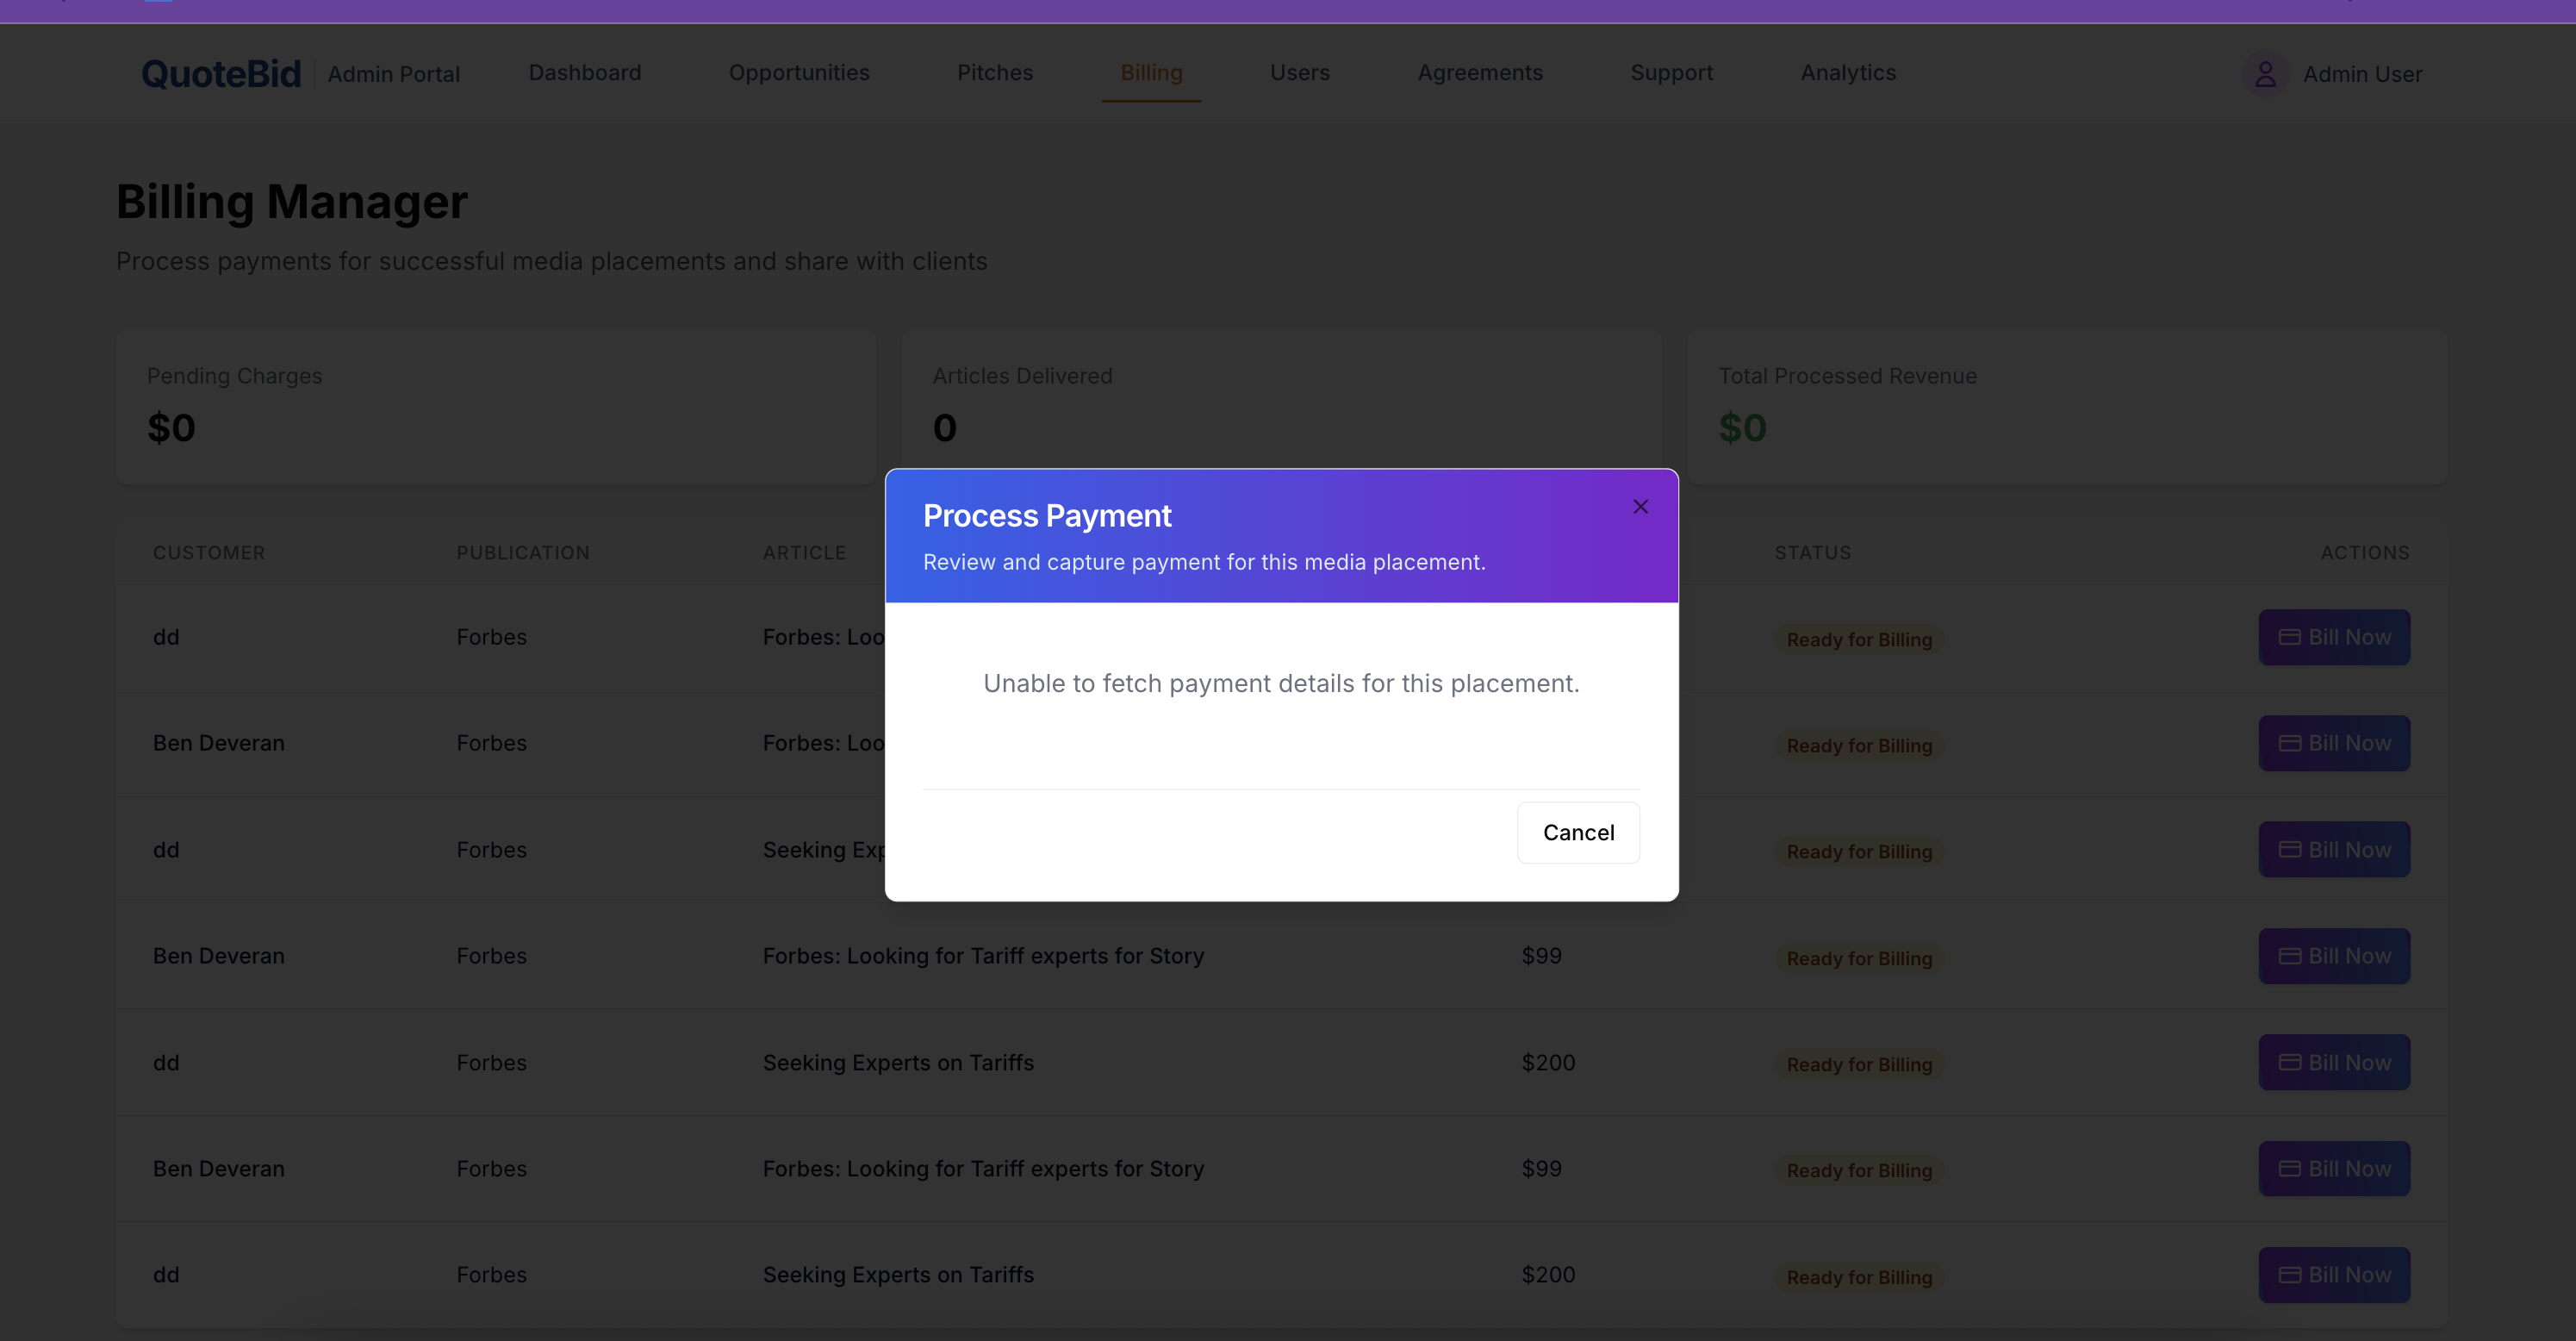 QuoteBid Admin Portal Dashboard Opportunities Pitches Billing Users Agreements Support Analytics Admin User
Billing Manager
Process payments for successful media placements and share with clients
Pending Charges Articles Delivered Total Processed Revenue
$0 0 $0
Process Payment
Review and capture payment for this media placement.
Unable to fetch payment details for this placement.
Cancel
CUSTOMER PUBLICATION ARTICLE STATUS ACTIONS
dd Forbes Forbes: Ready for Billing Bill Now
Ben Deveran Forbes Forbes: Ready for Billing Bill Now
dd Forbes Seeking Ready for Billing Bill Now
Ben Deveran Forbes Forbes: Looking for Tariff experts for Story $99 Ready for Billing Bill Now
dd Forbes Seeking Experts on Tariffs $200 Ready for Billing Bill Now
Ben Deveran Forbes Forbes: Looking for Tariff experts for Story $99 Ready for Billing Bill Now
dd Forbes Seeking Experts on Tariffs $200 Ready for Billing Bill Now